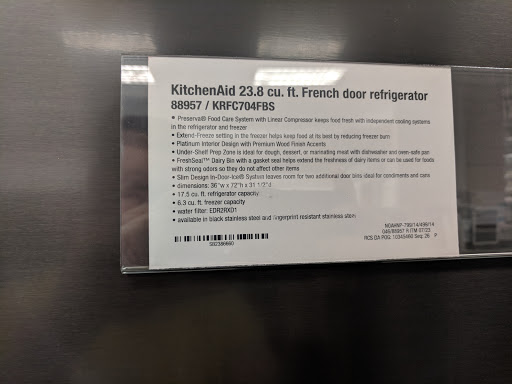 KitchenAid 23.8 cu. ft. French door refrigerator
88957 / KRFC704FBS
• Preserva® Food Care System with Linear Compressor keeps food fresh with independent cooling systems
in the refrigerator and freezer
• Extend-Freeze setting in the freezer helps keep food at its best by reducing freezer burn
• Platinum Interior Design with Premium Wood Finish Accents
• Under-Shelf Prep Zone is ideal for dough, dessert, or marinating meat with dishwasher and oven-safe pan
• FreshSeal™ Dairy Bin with a gasket seal helps extend the freshness of dairy items or can be used for foods
with strong odors so they do not affect other items
• Slim Design In-Door-Ice® System leaves room for two additional door bins ideal for condiments and cans
• dimensions: 36"w x 72"h x 31 1/2"d
• 17.5 cu. ft. refrigerator capacity
• 6.3 cu. ft. freezer capacity
• water filter: EDR2RXD1
• available in black stainless steel and fingerprint resistant stainless steel
S02386660
RCS DA POG: Seq: 26 P